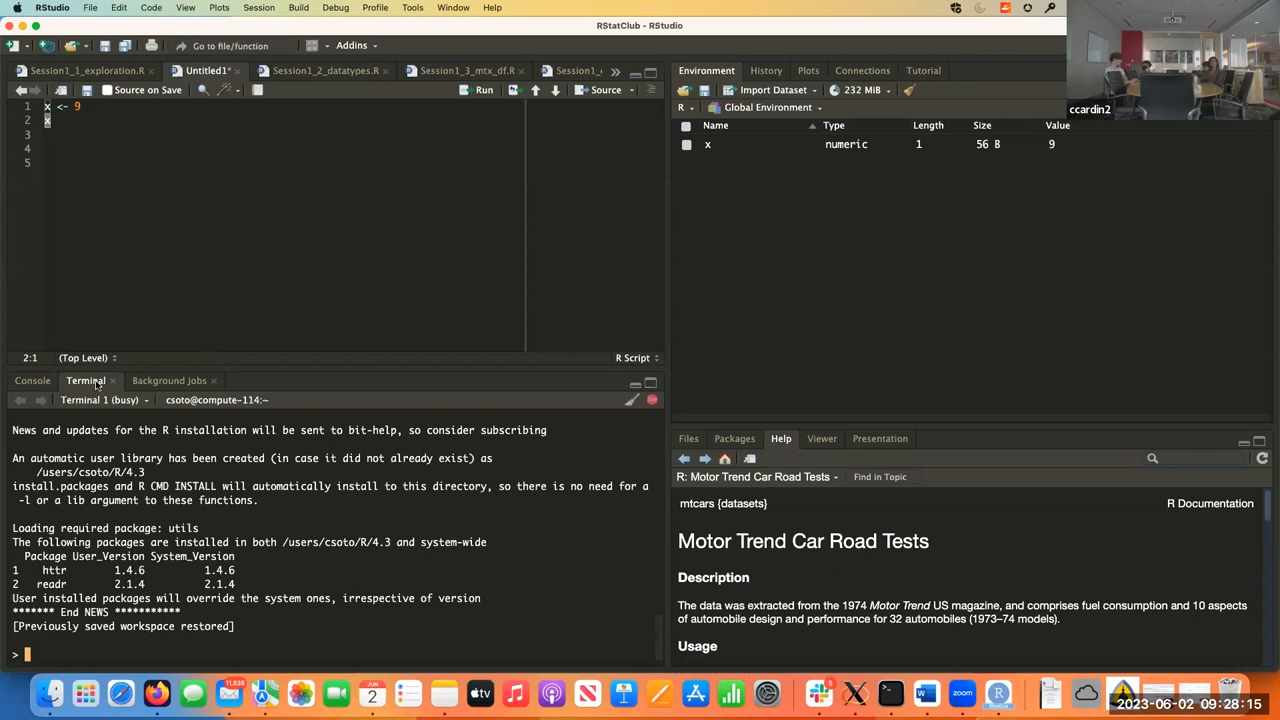 RStudio File Edit Code View Plots Session Build Debug Profile Tools Window Help
RStatClub - RStudio
Go to file/function Addins
Session1_1_exploration.R Untitled1* Session1_2_datatypes.R Session1_3_mtx_df.R
Source on Save Run Source
1 x <- 9
2 x
3
4
5
2:1 (Top Level) R Script
Console Terminal Background Jobs
Terminal 1 (busy) csoto@compute-114:~
News and updates for the R installation will be sent to bit-help, so consider subscribing
An automatic user library has been created (in case it did not already exist) as
/users/csoto/R/4.3
install.packages and R CMD INSTALL will automatically install to this directory, so there is no need for a
-l or a lib argument to these functions.
Loading required package: utils
The following packages are installed in both /users/csoto/R/4.3 and system-wide
Package User_Version System_Version
1 httr 1.4.6 1.4.6
2 readr 2.1.4 2.1.4
User installed packages will override the system ones, irrespective of version
******* End NEWS ***********
[Previously saved workspace restored]
>
Environment History Plots Connections Tutorial
Import Dataset 232 MiB
R Global Environment
Name Type Length Size Value
x numeric 1 56 B 9
ccardin2
Files Packages Help Viewer Presentation
R: Motor Trend Car Road Tests Find in Topic
mtcars {datasets} R Documentation
Motor Trend Car Road Tests
Description
The data was extracted from the 1974 Motor Trend US magazine, and comprises fuel consumption and 10 aspects
of automobile design and performance for 32 automobiles (1973–74 models).
Usage
11,838
JUN
2
tv
zoom
2023-06-02 09:28:15